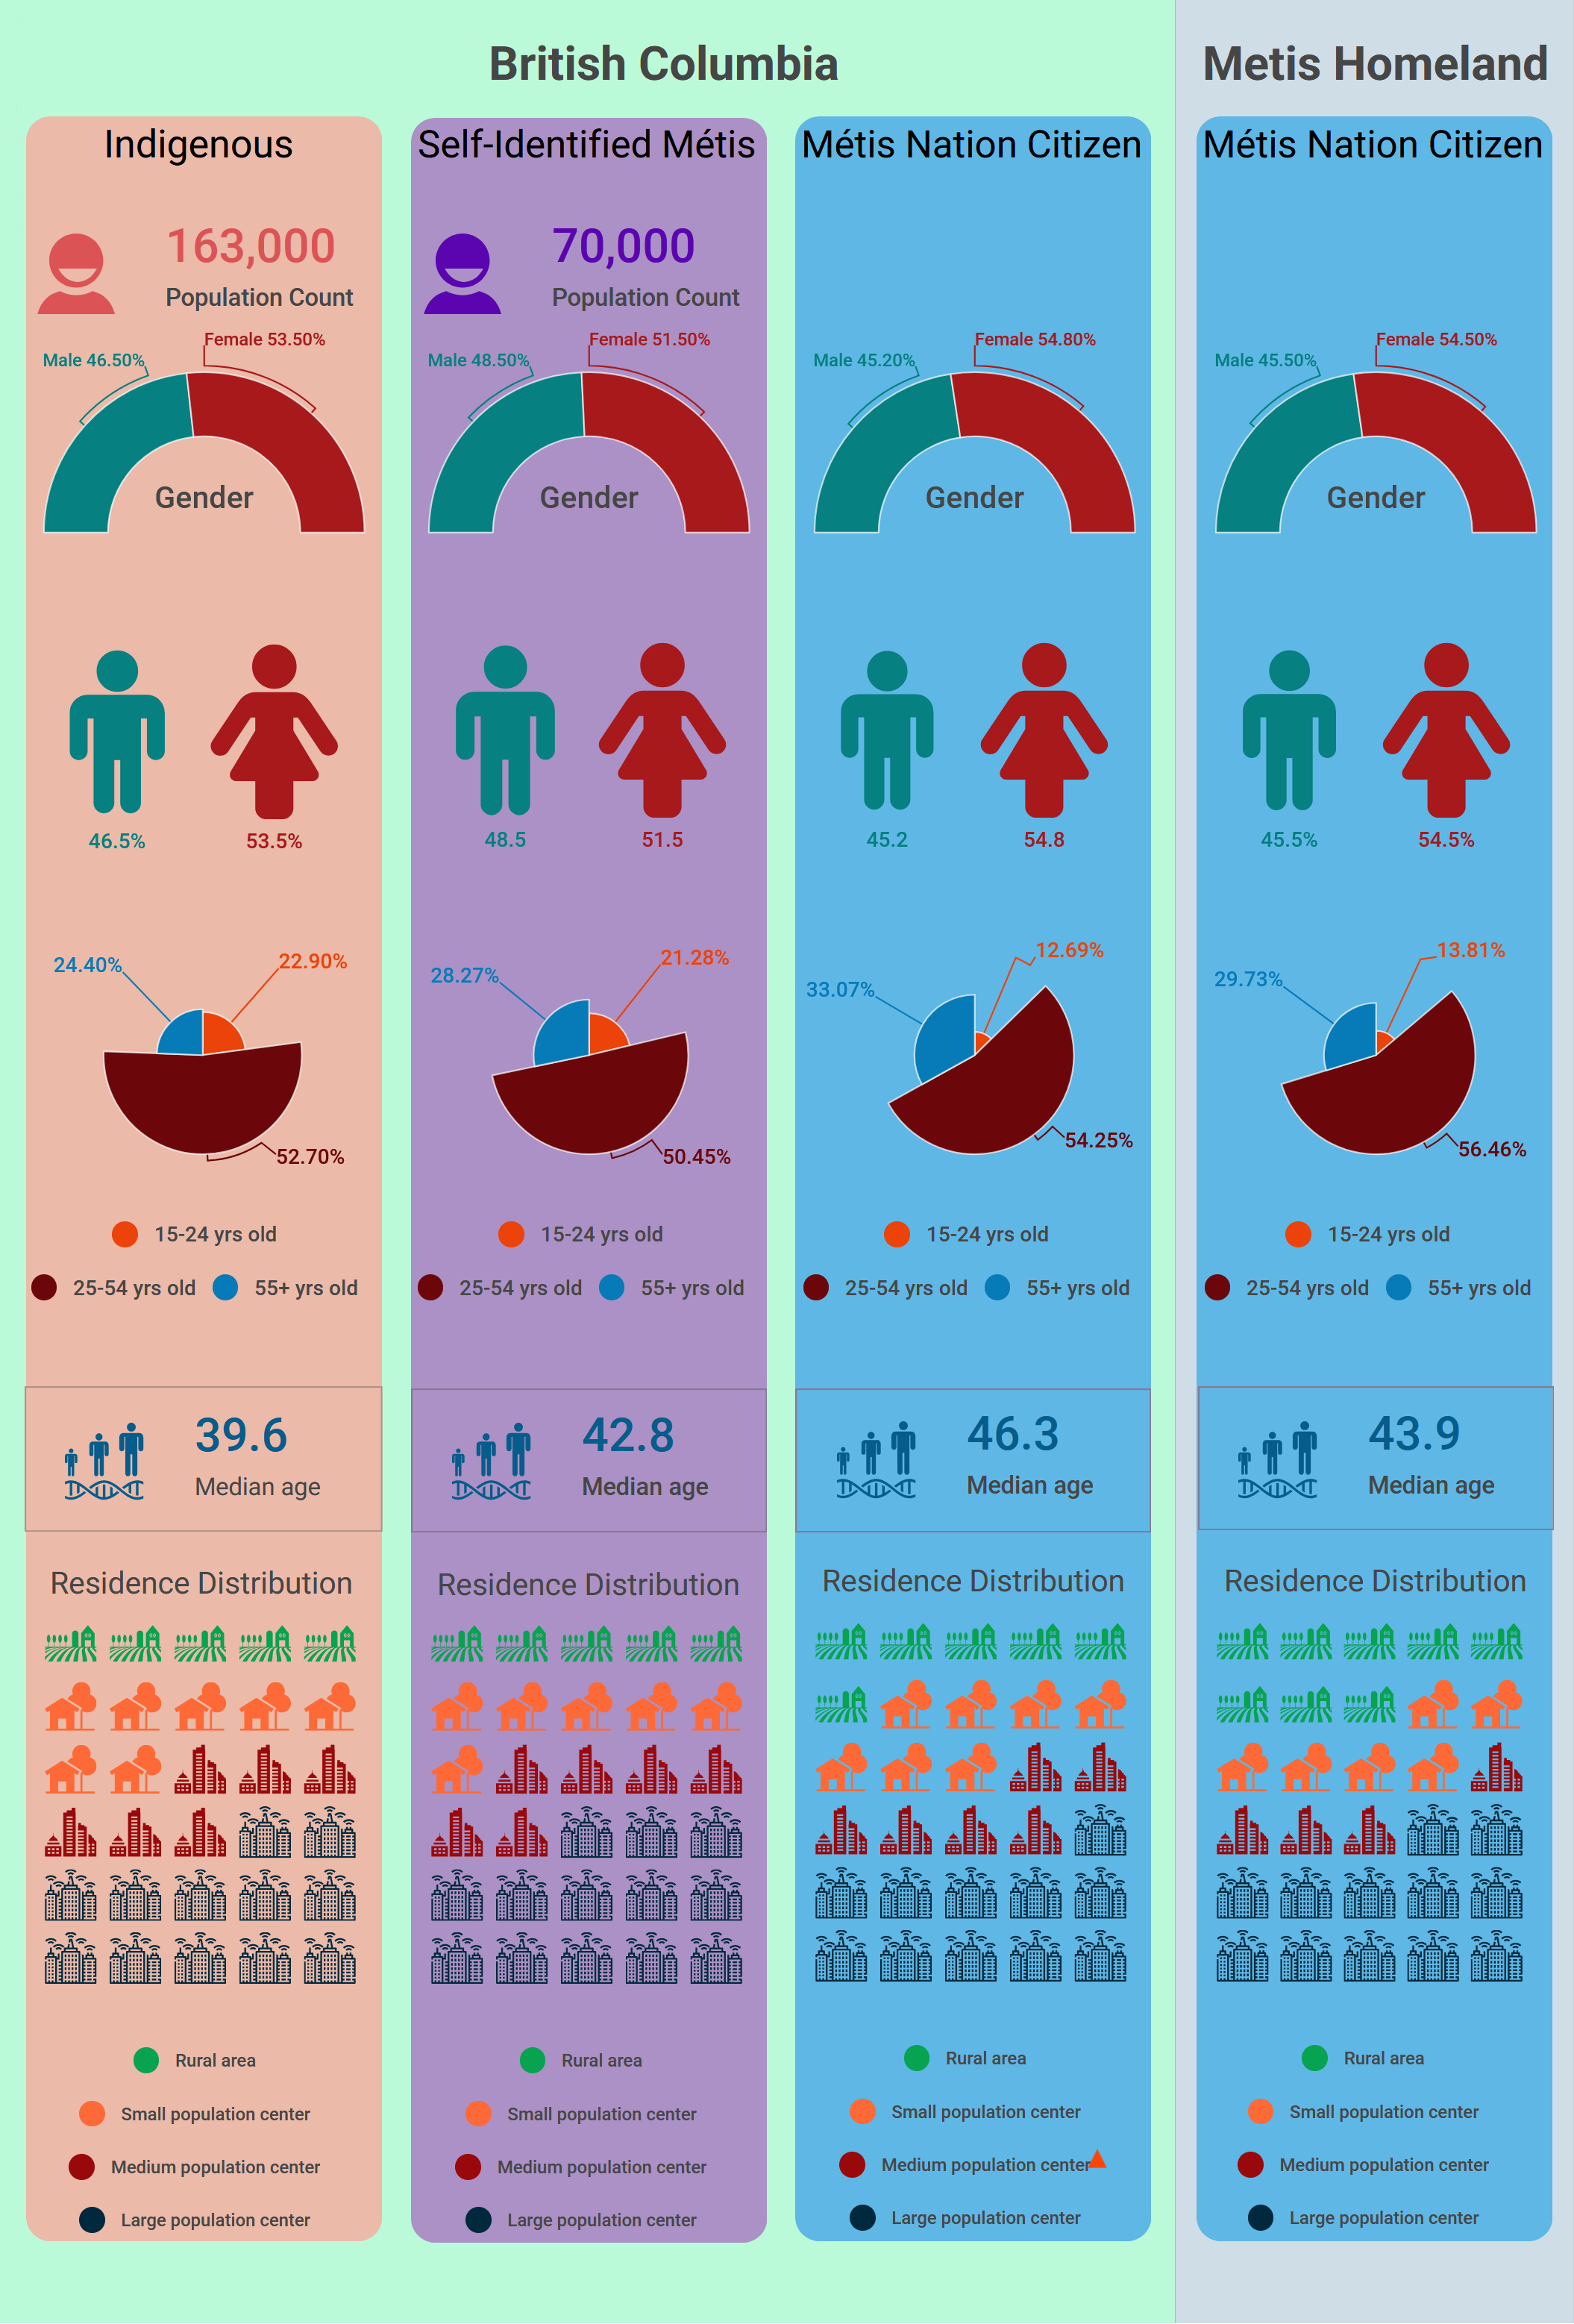 British Columbia
Metis Homeland
Indigenous
163,000
Population Count
Male 46.50%
Female 53.50%
Gender
46.5%
53.5%
24.40%
22.90%
52.70%
15-24 yrs old
25-54 yrs old
55+ yrs old
39.6
Median age
Residence Distribution
Rural area
Small population center
Medium population center
Large population center
Self-Identified Métis
70,000
Population Count
Male 48.50%
Female 51.50%
Gender
48.5
51.5
28.27%
21.28%
50.45%
15-24 yrs old
25-54 yrs old
55+ yrs old
42.8
Median age
Residence Distribution
Rural area
Small population center
Medium population center
Large population center
Métis Nation Citizen
Male 45.20%
Female 54.80%
Gender
45.2
54.8
33.07%
12.69%
54.25%
15-24 yrs old
25-54 yrs old
55+ yrs old
46.3
Median age
Residence Distribution
Rural area
Small population center
Medium population center
Large population center
Métis Nation Citizen
Male 45.50%
Female 54.50%
Gender
45.5%
54.5%
29.73%
13.81%
56.46%
15-24 yrs old
25-54 yrs old
55+ yrs old
43.9
Median age
Residence Distribution
Rural area
Small population center
Medium population center
Large population center